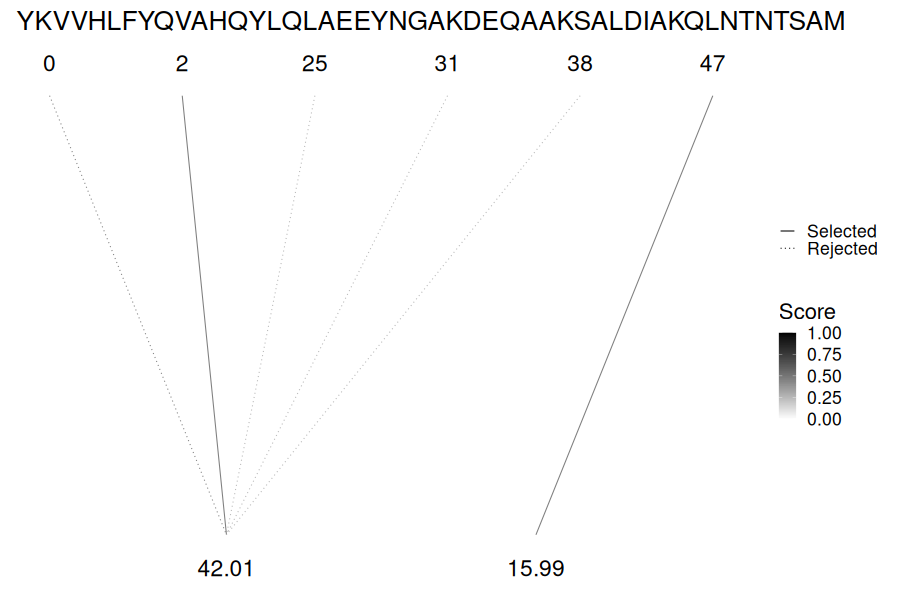 YKVVHLFYQVAHQYLQLAEEYNGAKDEQAAKSALDIAKQLNTNTSAM
0 2 25 31 38 47
Selected
Rejected
Score
1.00
0.75
0.50
0.25
0.00
42.01 15.99